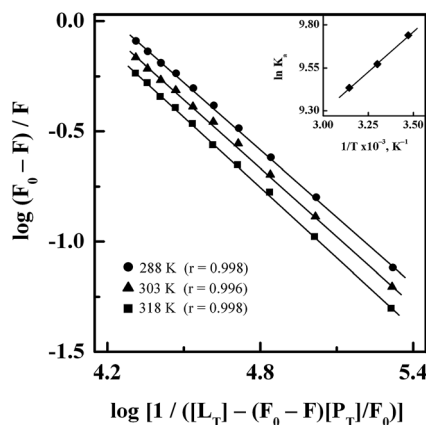 log (F₀ – F) / F
0.0
-0.5
-1.0
-1.5
4.2
4.8
5.4
log [1 / ([L_T] – (F₀ – F)[P_T]/F₀)]
288 K (r = 0.998)
303 K (r = 0.996)
318 K (r = 0.998)
ln Kₐ
9.80
9.55
9.30
3.00
3.25
3.50
1/T x10⁻³, K⁻¹